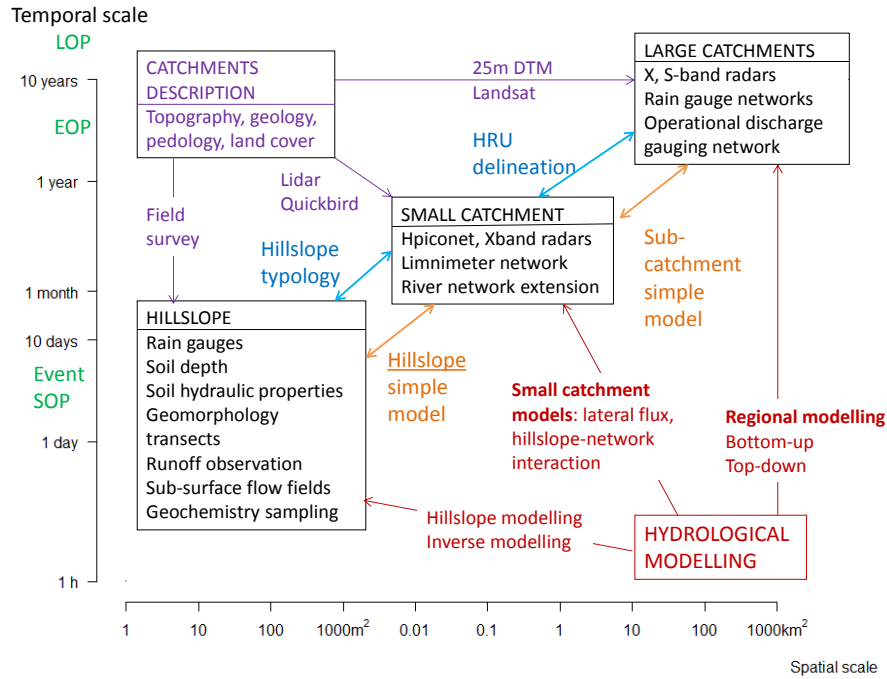 Temporal scale
LOP
10 years
EOP
1 year
1 month
10 days
Event
SOP
1 day
1 h
CATCHMENTS
DESCRIPTION
Topography, geology,
pedology, land cover
25m DTM
Landsat
LARGE CATCHMENTS
X, S-band radars
Rain gauge networks
Operational discharge
gauging network
HRU
delineation
Lidar
Quickbird
Field
survey
Hillslope
typology
SMALL CATCHMENT
Hpiconet, Xband radars
Limnimeter network
River network extension
Sub-
catchment
simple
model
HILLSLOPE
Rain gauges
Soil depth
Soil hydraulic properties
Geomorphology
transects
Runoff observation
Sub-surface flow fields
Geochemistry sampling
Hillslope
simple
model
Small catchment
models: lateral flux,
hillslope-network
interaction
Regional modelling
Bottom-up
Top-down
Hillslope modelling
Inverse modelling
HYDROLOGICAL
MODELLING
1 10 100 1000m² 0.01 0.1 1 10 100 1000km²
Spatial scale